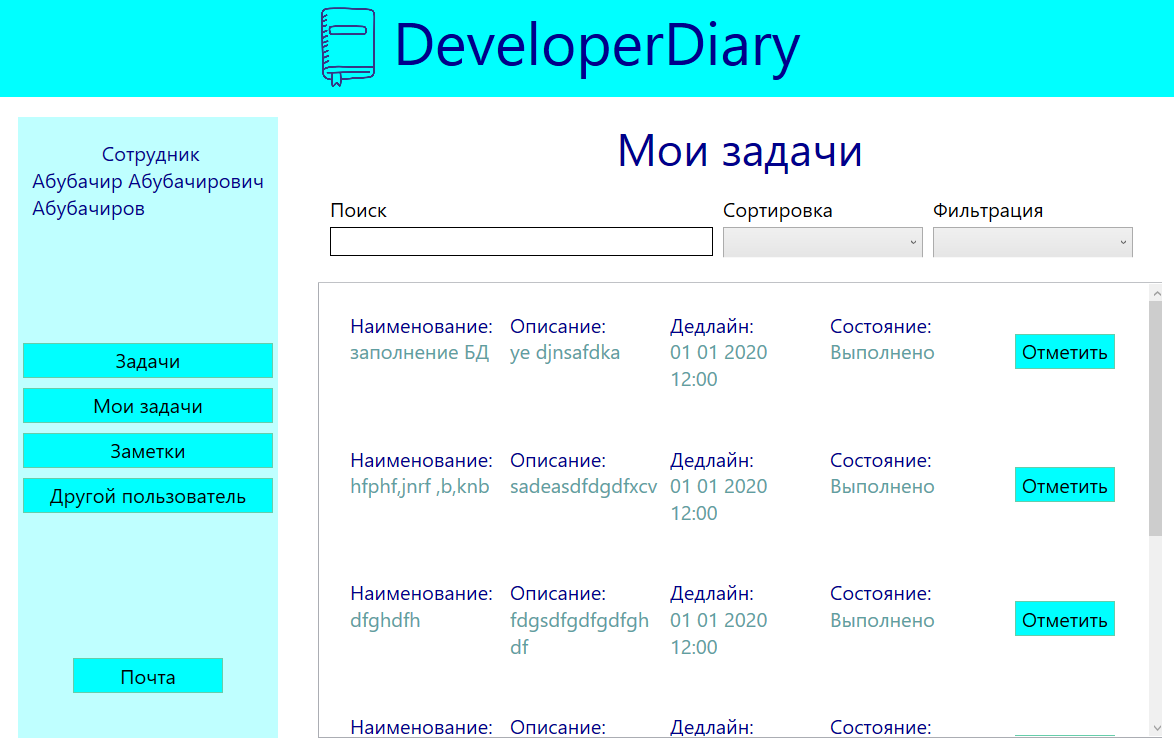 DeveloperDiary
Сотрудник
Абубачир Абубачирович
Абубачиров
Задачи
Мои задачи
Заметки
Другой пользователь
Почта
Мои задачи
Поиск
Сортировка
Фильтрация
Наименование: Описание: Дедлайн: Состояние:
заполнение БД ye djnsafdka 01 01 2020 Выполнено
12:00
Отметить
Наименование: Описание: Дедлайн: Состояние:
hfphf,jnrf ,b,knb sadeasdfdgdfxcv 01 01 2020 Выполнено
12:00
Отметить
Наименование: Описание: Дедлайн: Состояние:
dfghdfh fdgsdfgdfgdfgh 01 01 2020 Выполнено
df 12:00
Отметить
Наименование: Описание: Дедлайн: Состояние: